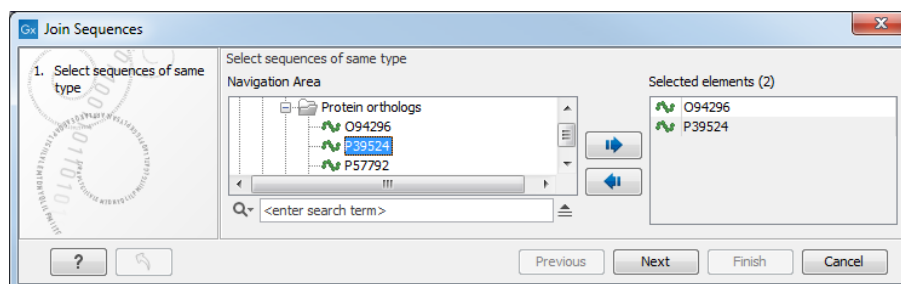 Gx Join Sequences
X
1. Select sequences of same
type
Select sequences of same type
Navigation Area
Protein orthologs
O94296
P39524
P57792
<enter search term>
Selected elements (2)
O94296
P39524
?
Previous
Next
Finish
Cancel